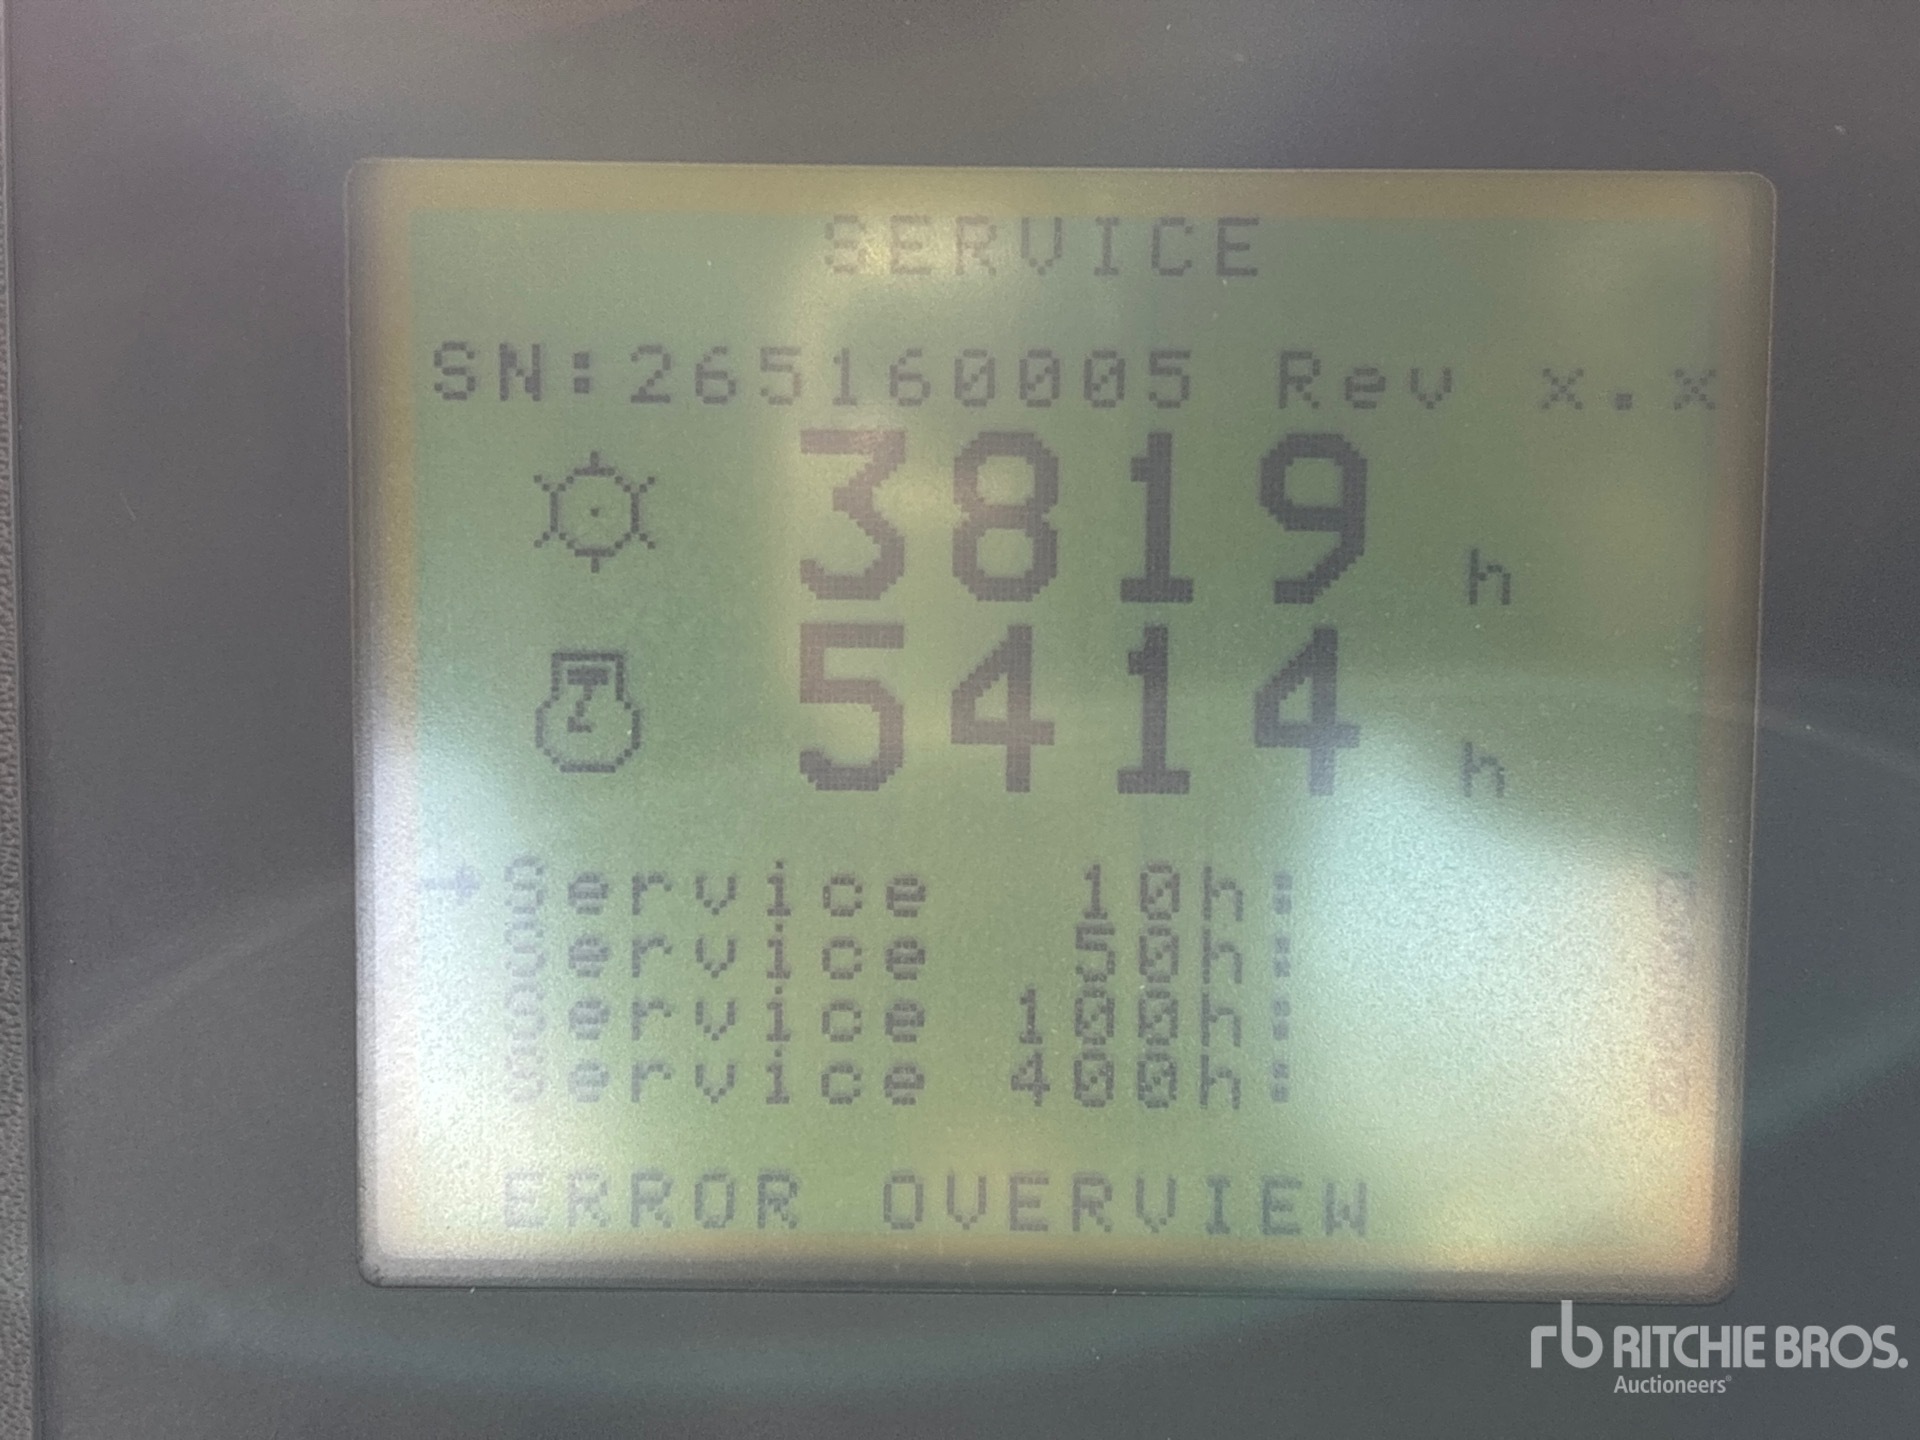 SERVICE
SN:265160005 Rev x.x
3819 h
5414 h
→Service 10h:
Service 50h:
Service 100h:
Service 400h:
ERROR OVERVIEW
rb RITCHIE BROS.
Auctioneers®